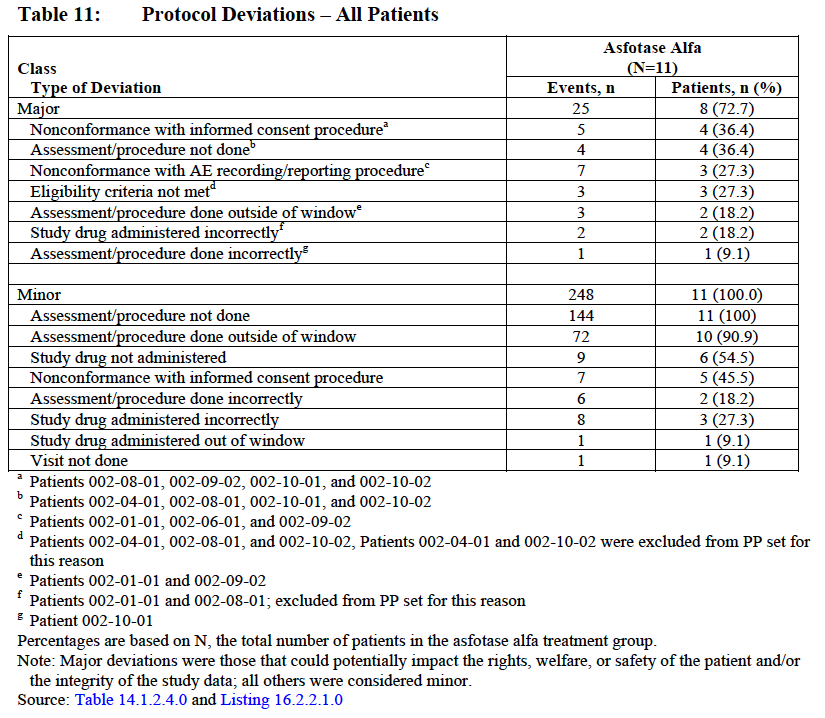 Table 11: Protocol Deviations – All Patients
Class
Type of Deviation
Asfotase Alfa
(N=11)
Events, n Patients, n (%)
Major 25 8 (72.7)
Nonconformance with informed consent procedureᵃ 5 4 (36.4)
Assessment/procedure not doneᵇ 4 4 (36.4)
Nonconformance with AE recording/reporting procedureᶜ 7 3 (27.3)
Eligibility criteria not metᵈ 3 3 (27.3)
Assessment/procedure done outside of windowᵉ 3 2 (18.2)
Study drug administered incorrectlyᶠ 2 2 (18.2)
Assessment/procedure done incorrectlyᵍ 1 1 (9.1)
Minor 248 11 (100.0)
Assessment/procedure not done 144 11 (100)
Assessment/procedure done outside of window 72 10 (90.9)
Study drug not administered 9 6 (54.5)
Nonconformance with informed consent procedure 7 5 (45.5)
Assessment/procedure done incorrectly 6 2 (18.2)
Study drug administered incorrectly 8 3 (27.3)
Study drug administered out of window 1 1 (9.1)
Visit not done 1 1 (9.1)
ᵃ Patients 002-08-01, 002-09-02, 002-10-01, and 002-10-02
ᵇ Patients 002-04-01, 002-08-01, 002-10-01, and 002-10-02
ᶜ Patients 002-01-01, 002-06-01, and 002-09-02
ᵈ Patients 002-04-01, 002-08-01, and 002-10-02, Patients 002-04-01 and 002-10-02 were excluded from PP set for
this reason
ᵉ Patients 002-01-01 and 002-09-02
ᶠ Patients 002-01-01 and 002-08-01; excluded from PP set for this reason
ᵍ Patient 002-10-01
Percentages are based on N, the total number of patients in the asfotase alfa treatment group.
Note: Major deviations were those that could potentially impact the rights, welfare, or safety of the patient and/or
the integrity of the study data; all others were considered minor.
Source: Table 14.1.2.4.0 and Listing 16.2.2.1.0